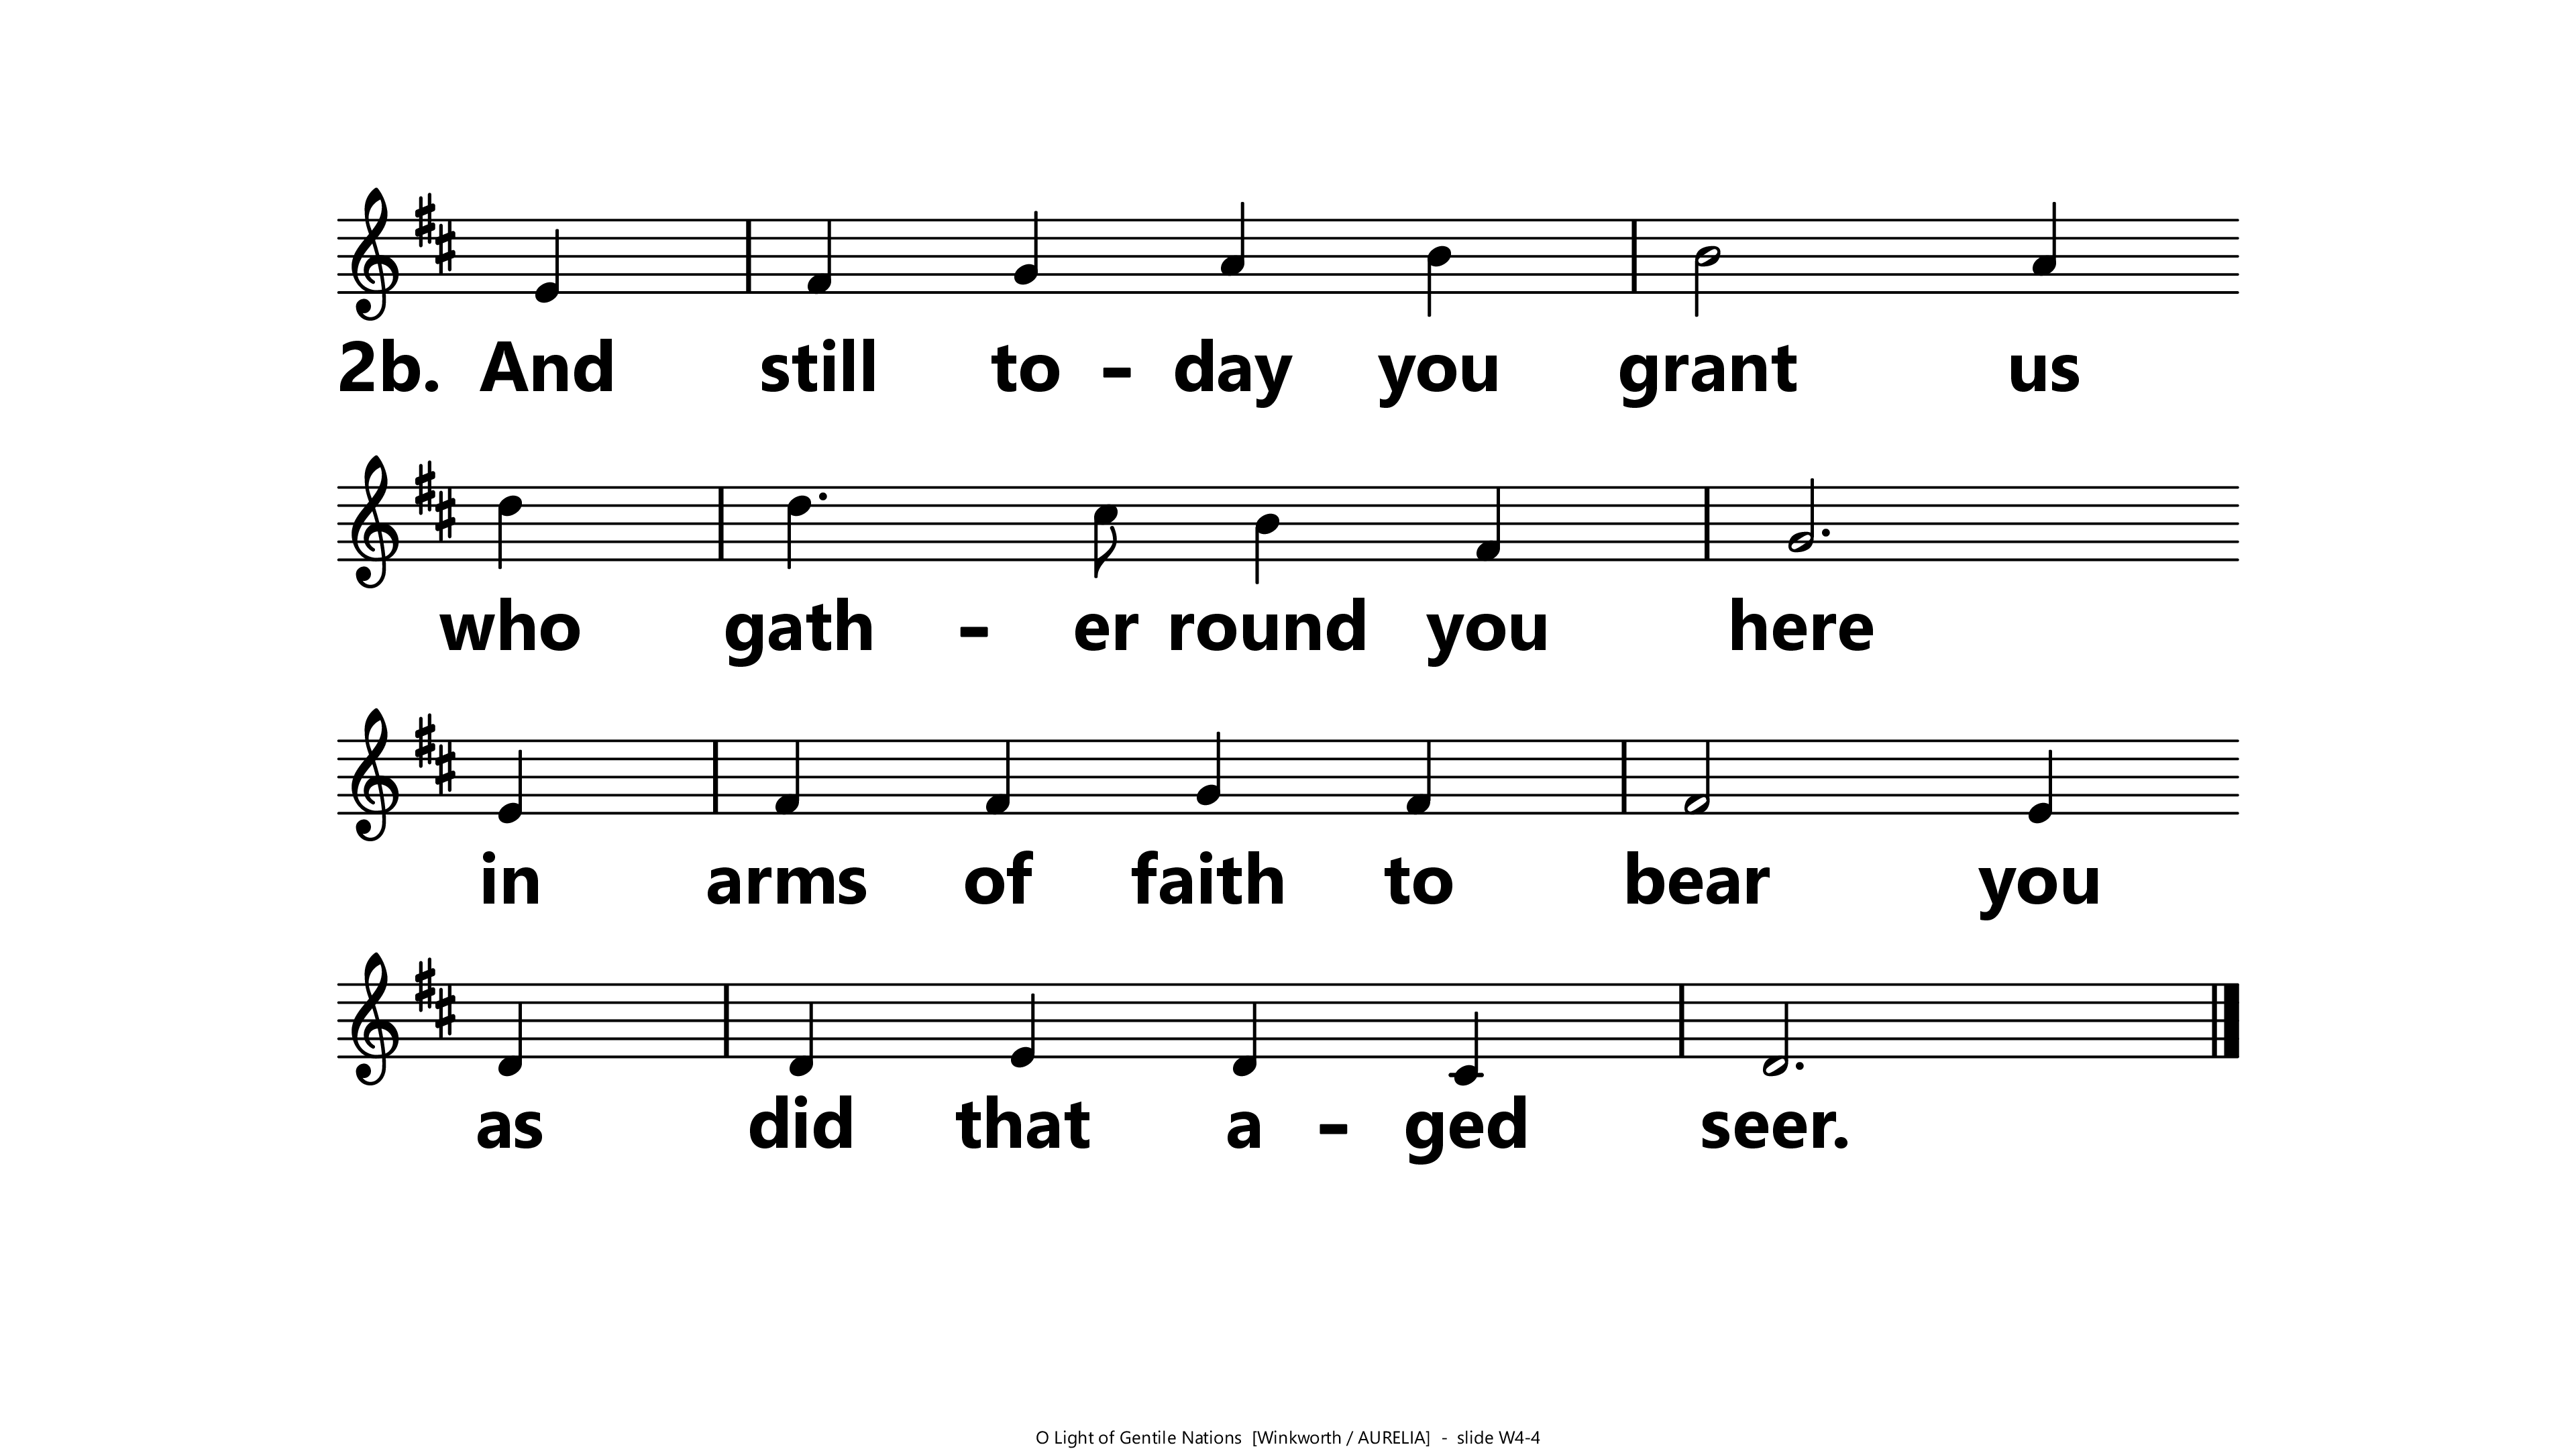 2b. And still to - day you grant us
who gath - er round you here
in arms of faith to bear you
as did that a - ged seer.
O Light of Gentile Nations [Winkworth / AURELIA] - slide W4-4